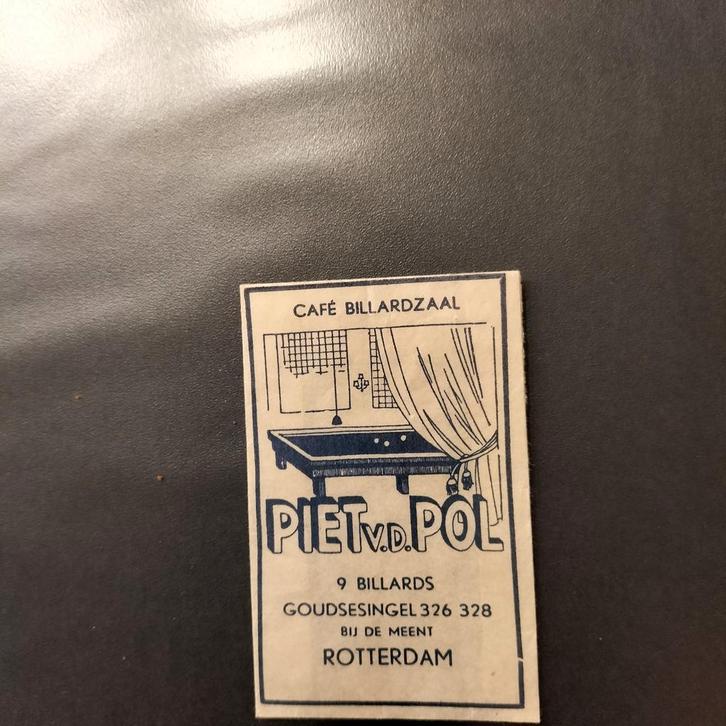 CAFÉ BILLARDZAAL
PIET V.D. POL
9 BILLARDS
GOUDSESINGEL 326 328
BIJ DE MEENT
ROTTERDAM